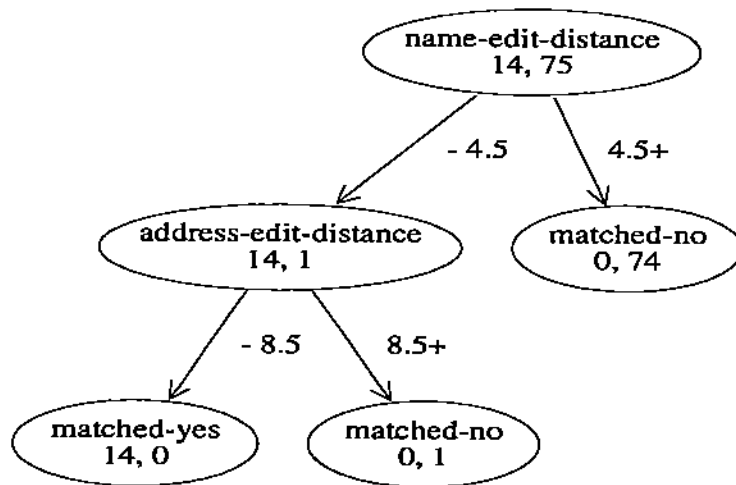 name-edit-distance
14, 75
- 4.5
4.5+
address-edit-distance
14, 1
matched-no
0, 74
- 8.5
8.5+
matched-yes
14, 0
matched-no
0, 1